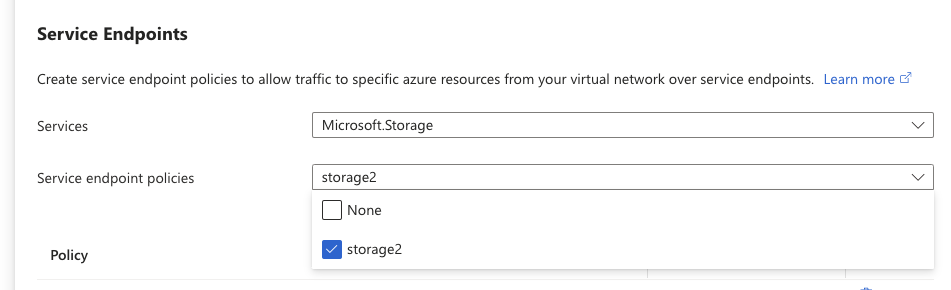 Service Endpoints
Create service endpoint policies to allow traffic to specific azure resources from your virtual network over service endpoints. Learn more
Services
Microsoft.Storage
Service endpoint policies
storage2
None
storage2
Policy